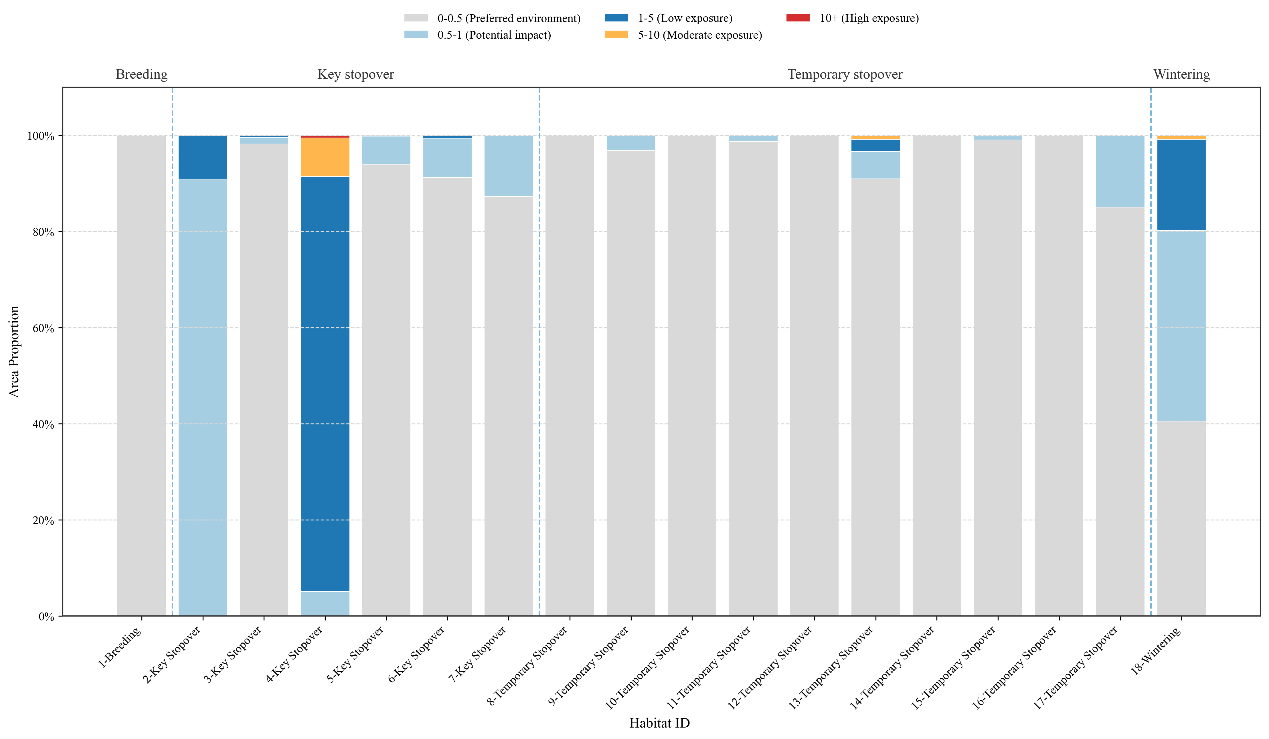 0-0.5 (Preferred environment)
0.5-1 (Potential impact)
1-5 (Low exposure)
5-10 (Moderate exposure)
10+ (High exposure)
Breeding
Key stopover
Temporary stopover
Wintering
100%
80%
60%
40%
20%
0%
Area Proportion
1-Breeding
2-Key Stopover
3-Key Stopover
4-Key Stopover
5-Key Stopover
6-Key Stopover
7-Key Stopover
8-Temporary Stopover
9-Temporary Stopover
10-Temporary Stopover
11-Temporary Stopover
12-Temporary Stopover
13-Temporary Stopover
14-Temporary Stopover
15-Temporary Stopover
16-Temporary Stopover
17-Temporary Stopover
18-Wintering
Habitat ID